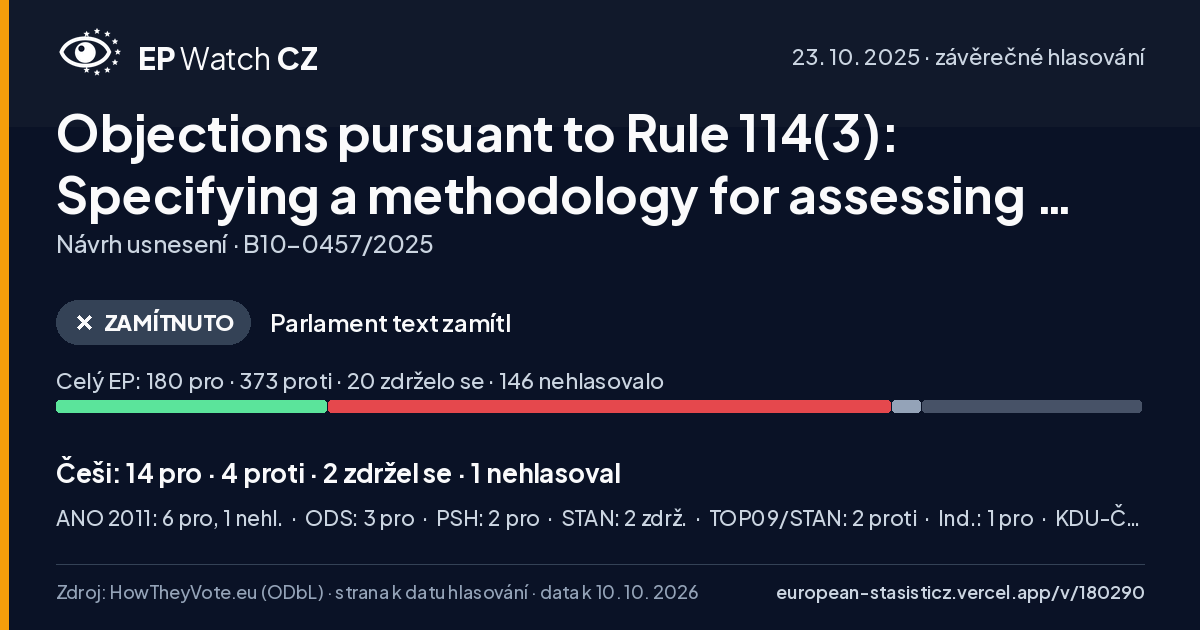 EP Watch CZ
23. 10. 2025 · závěrečné hlasování
Objections pursuant to Rule 114(3):
Specifying a methodology for assessing ...
Návrh usnesení · B10-0457/2025
× ZAMÍTNUTO Parlament text zamítl
Celý EP: 180 pro · 373 proti · 20 zdrželo se · 146 nehlasovalo
Češi: 14 pro · 4 proti · 2 zdržel se · 1 nehlasoval
ANO 2011: 6 pro, 1 nehl. · ODS: 3 pro · PSH: 2 pro · STAN: 2 zdrž. · TOP09/STAN: 2 proti · Ind.: 1 pro · KDU-Č...
Zdroj: HowTheyVote.eu (ODbL) · strana k datu hlasování · data k 10. 10. 2026
european-stasisticz.vercel.app/v/180290